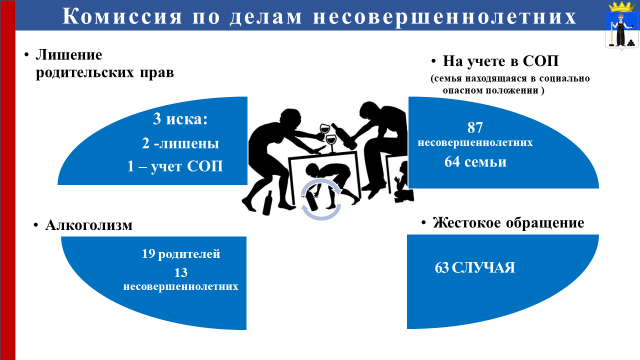 Комиссия по делам несовершеннолетних
• Лишение
родительских прав
3 иска:
2 -лишены
1 – учет СОП
• На учете в СОП
(семья находящаяся в социально
опасном положении )
87
несовершеннолетних
64 семьи
• Алкоголизм
19 родителей
13
несовершеннолетних
• Жестокое обращение
63 СЛУЧАЯ